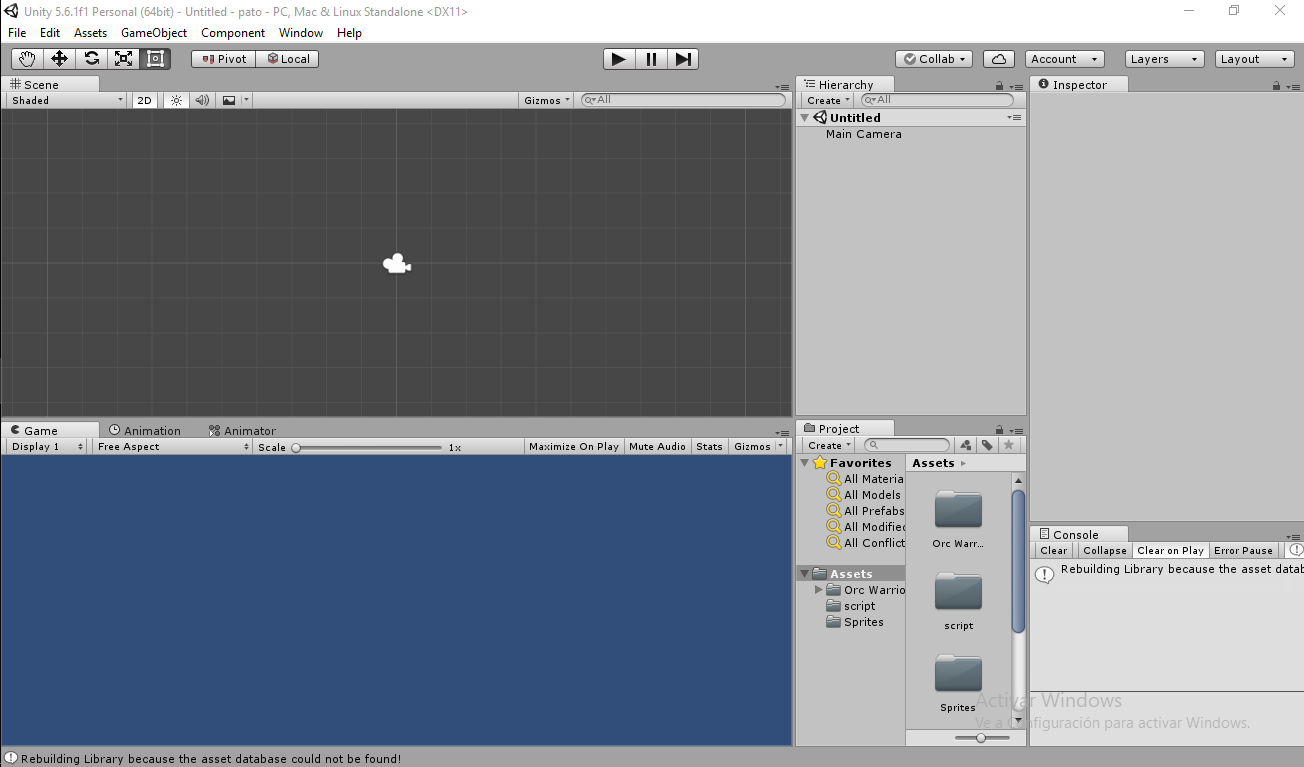 Unity 5.6.1f1 Personal (64bit) - Untitled - pato - PC, Mac & Linux Standalone <DX11>
File Edit Assets GameObject Component Window Help
Pivot Local Collab Account Layers Layout
Scene
Shaded 2D Gizmos All
Hierarchy
Create All
Untitled
Main Camera
Inspector
Game Animation Animator
Display 1 Free Aspect Scale 1x Maximize On Play Mute Audio Stats Gizmos
Project
Create
Favorites
All Materia
All Models
All Prefabs
All Modified
All Conflict
Assets
Orc Warrio
script
Sprites
Assets
Orc Warr...
script
Sprites
Console
Clear Collapse Clear on Play Error Pause
Rebuilding Library because the asset datab
Activar Windows
Ve a Configuración para activar Windows.
Rebuilding Library because the asset database could not be found!